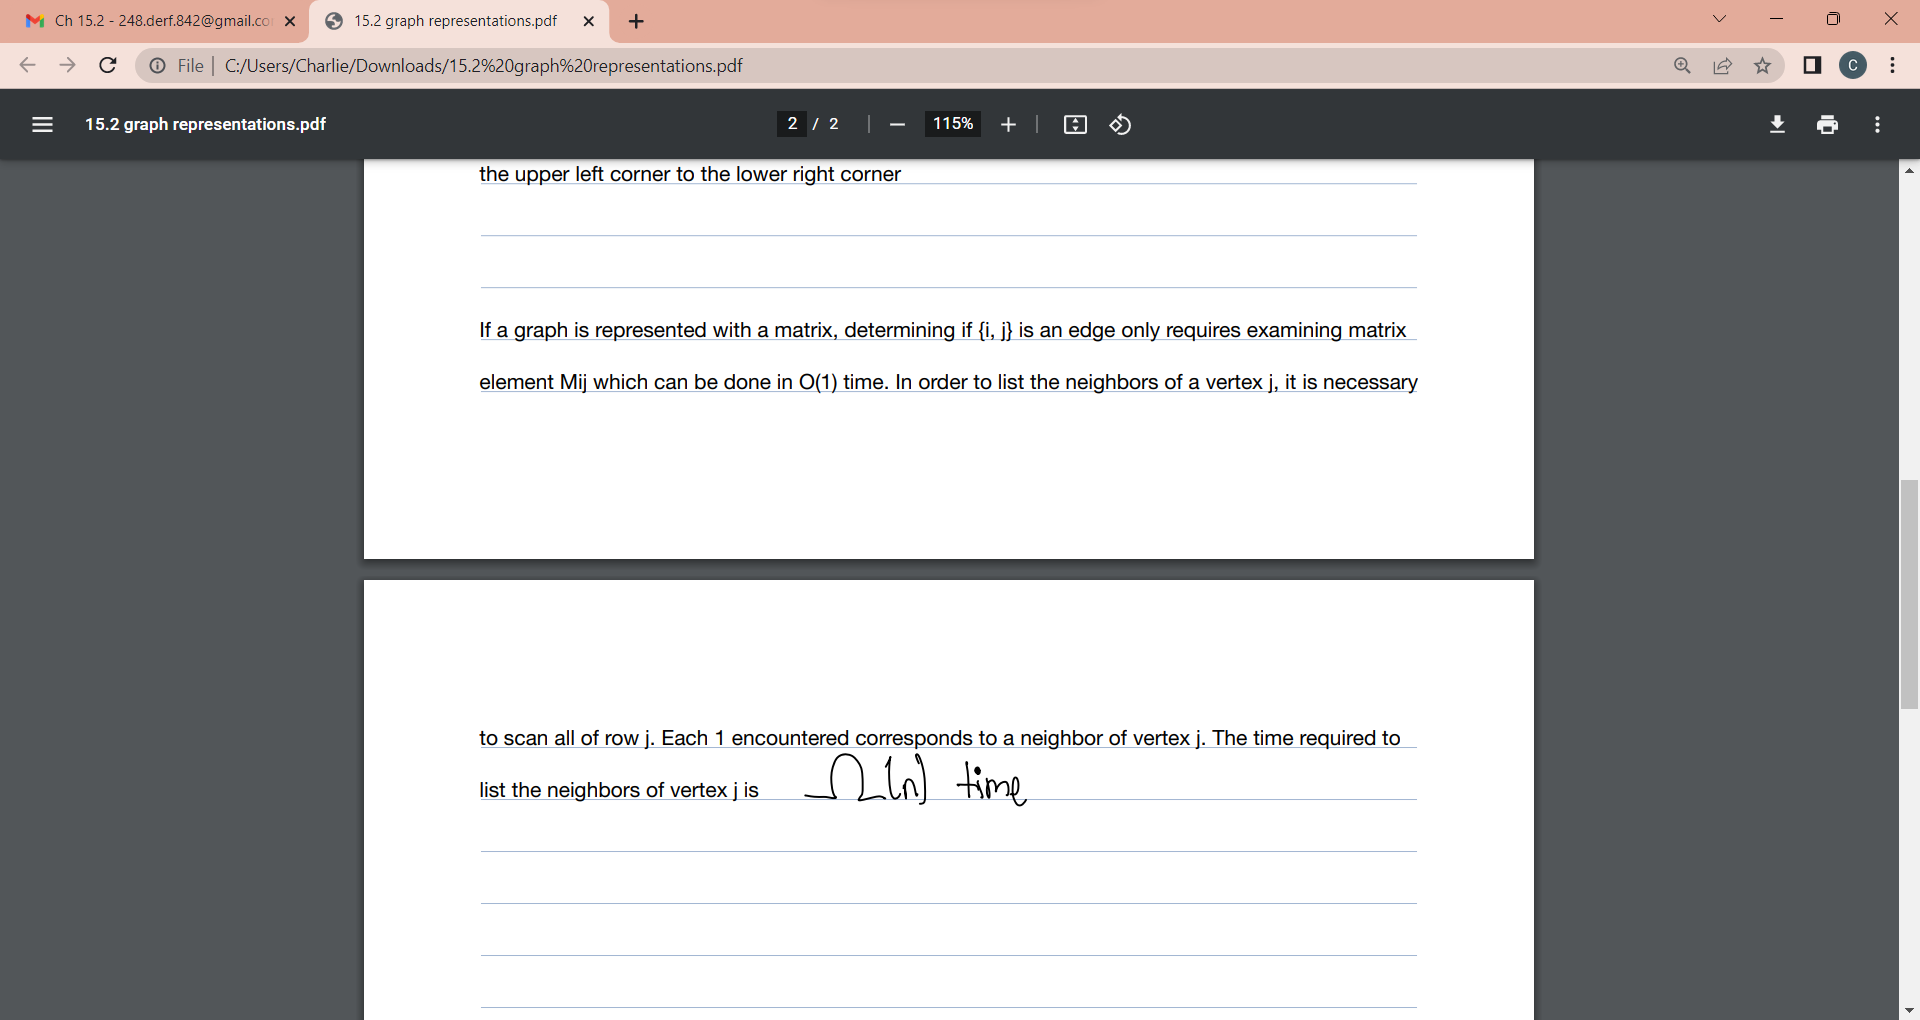 Ch 15.2 - 248.derf.842@gmail.co
15.2 graph representations.pdf
File
C:/Users/Charlie/Downloads/15.2%20graph%20representations.pdf
C
15.2 graph representations.pdf
2 / 2
115%
the upper left corner to the lower right corner
If a graph is represented with a matrix, determining if {i, j} is an edge only requires examining matrix
element Mij which can be done in O(1) time. In order to list the neighbors of a vertex j, it is necessary
to scan all of row j. Each 1 encountered corresponds to a neighbor of vertex j. The time required to
list the neighbors of vertex j is Ω(n) time